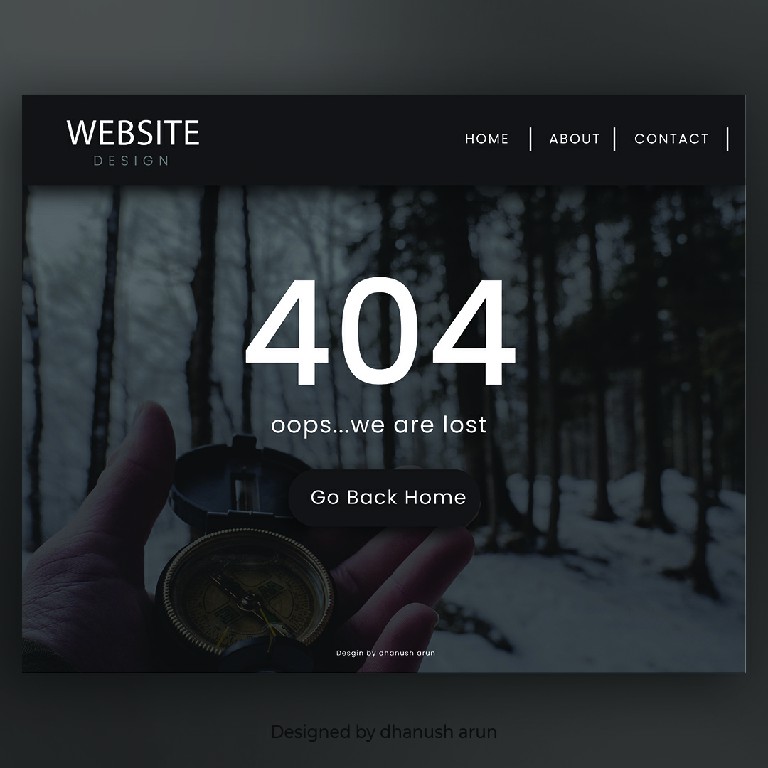 WEBSITE
DESIGN
HOME | ABOUT | CONTACT |
404
oops...we are lost
Go Back Home
Desgin by dhanush arun
Designed by dhanush arun